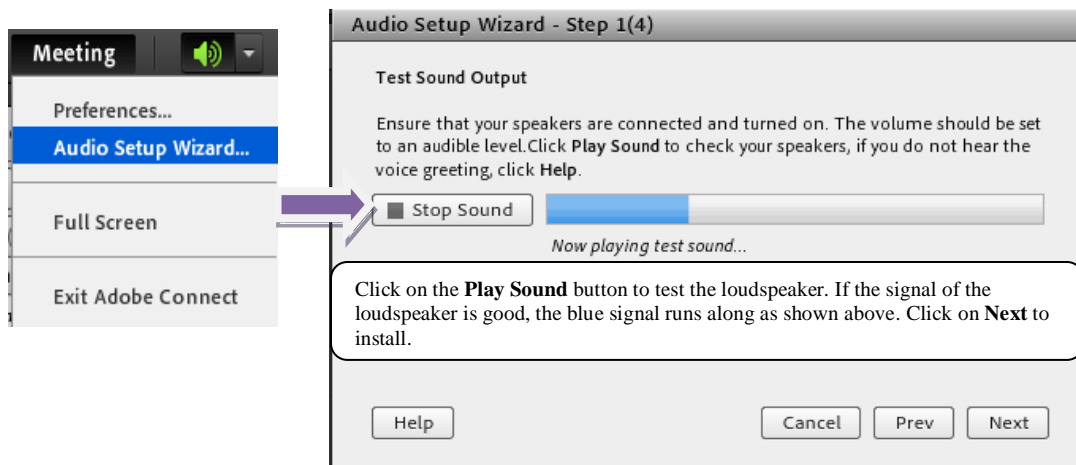 Meeting
Preferences...
Audio Setup Wizard...
Full Screen
Exit Adobe Connect
Audio Setup Wizard - Step 1(4)
Test Sound Output
Ensure that your speakers are connected and turned on. The volume should be set
to an audible level.Click Play Sound to check your speakers, if you do not hear the
voice greeting, click Help.
Stop Sound
Now playing test sound...
Click on the Play Sound button to test the loudspeaker. If the signal of the
loudspeaker is good, the blue signal runs along as shown above. Click on Next to
install.
Help
Cancel
Prev
Next